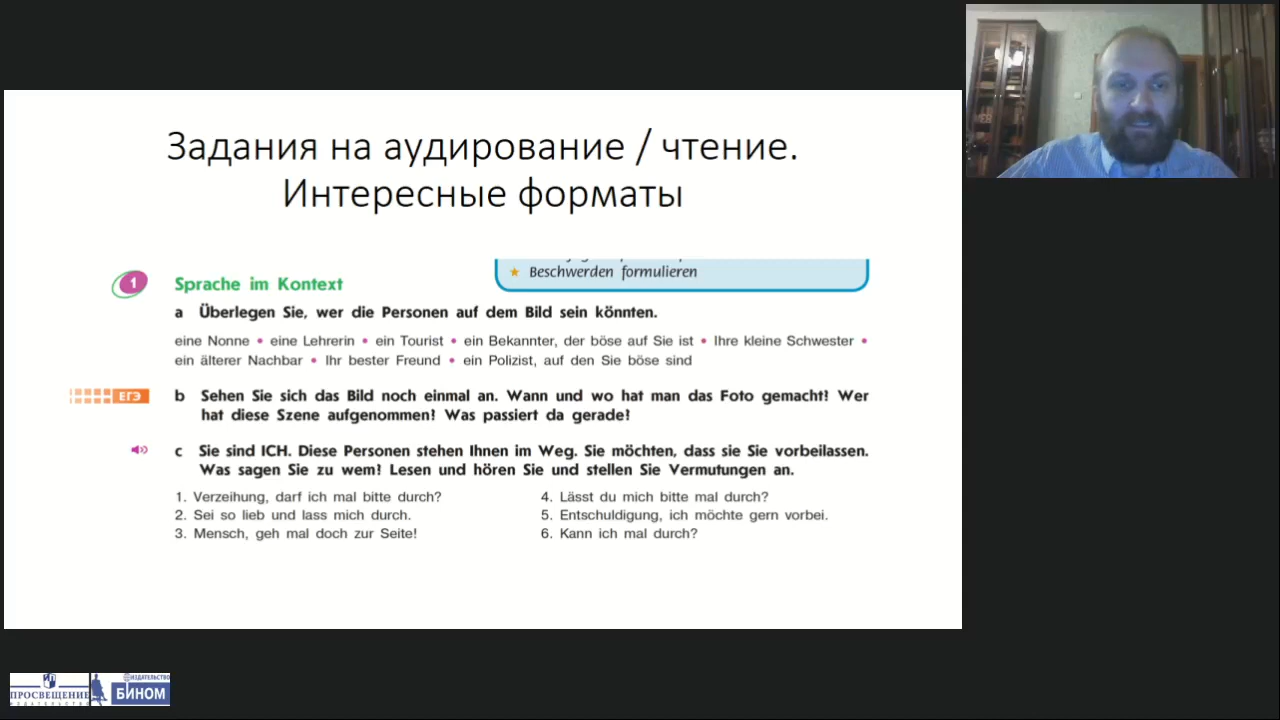 Задания на аудирование / чтение.
Интересные форматы
★ Beschwerden formulieren
1 Sprache im Kontext
a Überlegen Sie, wer die Personen auf dem Bild sein könnten.
eine Nonne • eine Lehrerin • ein Tourist • ein Bekannter, der böse auf Sie ist • Ihre kleine Schwester •
ein älterer Nachbar • Ihr bester Freund • ein Polizist, auf den Sie böse sind
ЕГЭ b Sehen Sie sich das Bild noch einmal an. Wann und wo hat man das Foto gemacht? Wer
hat diese Szene aufgenommen? Was passiert da gerade?
c Sie sind ICH. Diese Personen stehen Ihnen im Weg. Sie möchten, dass sie Sie vorbeilassen.
Was sagen Sie zu wem? Lesen und hören Sie und stellen Sie Vermutungen an.
1. Verzeihung, darf ich mal bitte durch?
2. Sei so lieb und lass mich durch.
3. Mensch, geh mal doch zur Seite!
4. Lässt du mich bitte mal durch?
5. Entschuldigung, ich möchte gern vorbei.
6. Kann ich mal durch?
ПРОСВЕЩЕНИЕ
ИЗДАТЕЛЬСТВО
ИЗДАТЕЛЬСТВО
БИНОМ